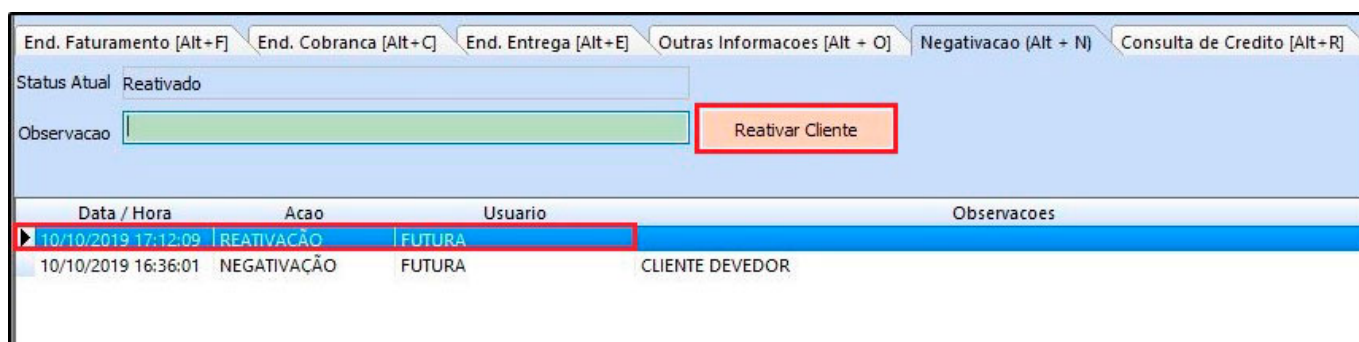 End. Faturamento [Alt+F] End. Cobranca [Alt+C] End. Entrega [Alt+E] Outras Informacoes [Alt + O] Negativacao (Alt + N) Consulta de Credito [Alt+R]
Status Atual Reativado
Observacao Reativar Cliente
Data / Hora Acao Usuario Observacoes
10/10/2019 17:12:09 REATIVAÇÃO FUTURA
10/10/2019 16:36:01 NEGATIVAÇÃO FUTURA CLIENTE DEVEDOR